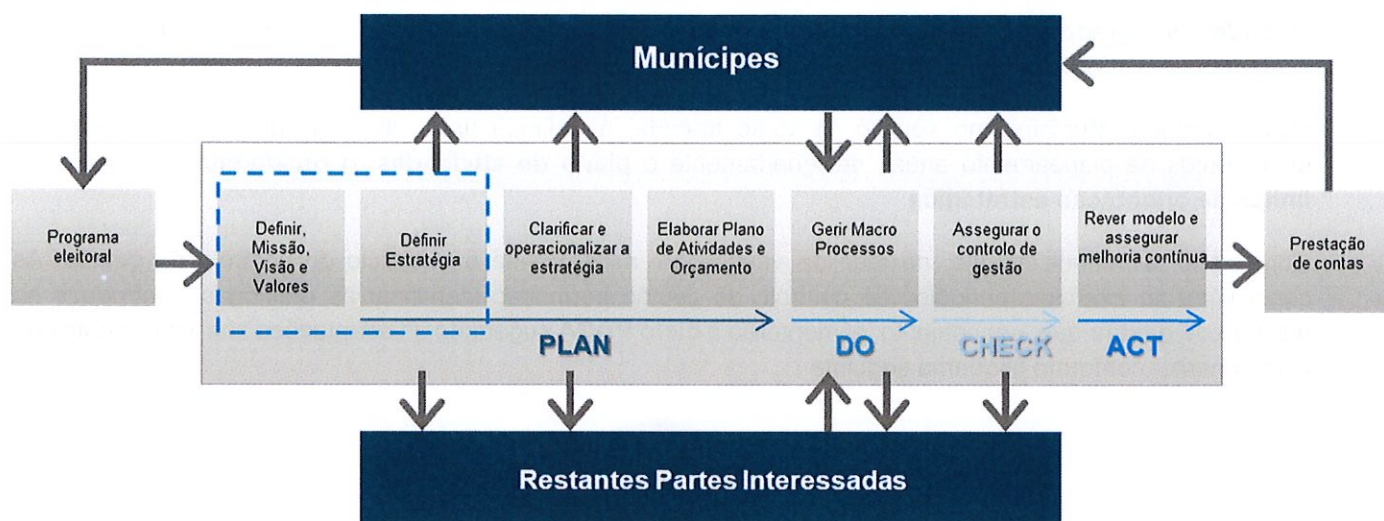 Munícipes
Programa
eleitoral
Definir,
Missão,
Visão e
Valores
Definir
Estratégia
Clarificar e
operacionalizar a
estratégia
Elaborar Plano
de Atividades e
Orçamento
Gerir Macro
Processos
Assegurar o
controlo de
gestão
Rever modelo e
assegurar
melhoria contínua
Prestação
de contas
PLAN
DO
CHECK
ACT
Restantes Partes Interessadas